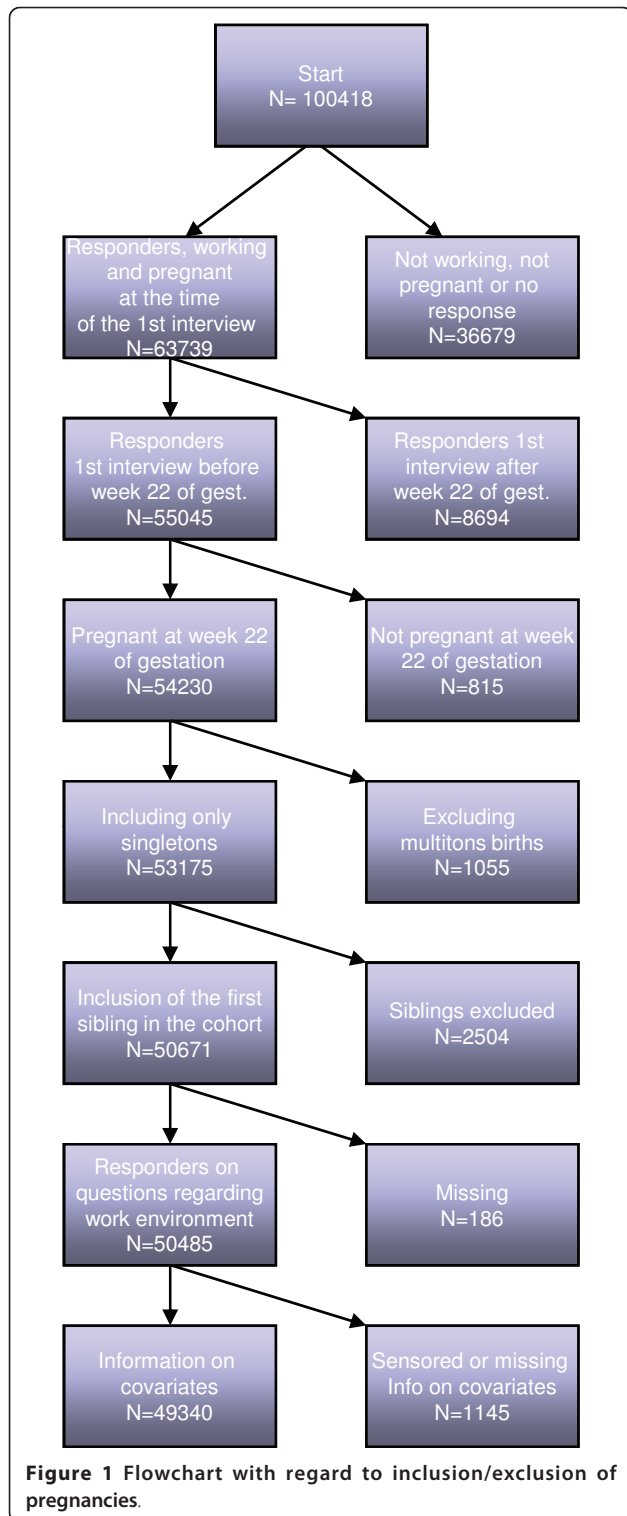 Start
N= 100418
Responders, working
and pregnant
at the time
of the 1st interview
N=63739
Not working, not
pregnant or no
response
N=36679
Responders
1st interview before
week 22 of gest.
N=55045
Responders 1st
interview after
week 22 of gest.
N=8694
Pregnant at week 22
of gestation
N=54230
Not pregnant at week
22 of gestation
N=815
Including only
singletons
N=53175
Excluding
multitons births
N=1055
Inclusion of the first
sibling in the cohort
N=50671
Siblings excluded
N=2504
Responders on
questions regarding
work environment
N=50485
Missing
N=186
Information on
covariates
N=49340
Sensored or missing
Info on covariates
N=1145
Figure 1 Flowchart with regard to inclusion/exclusion of
pregnancies.